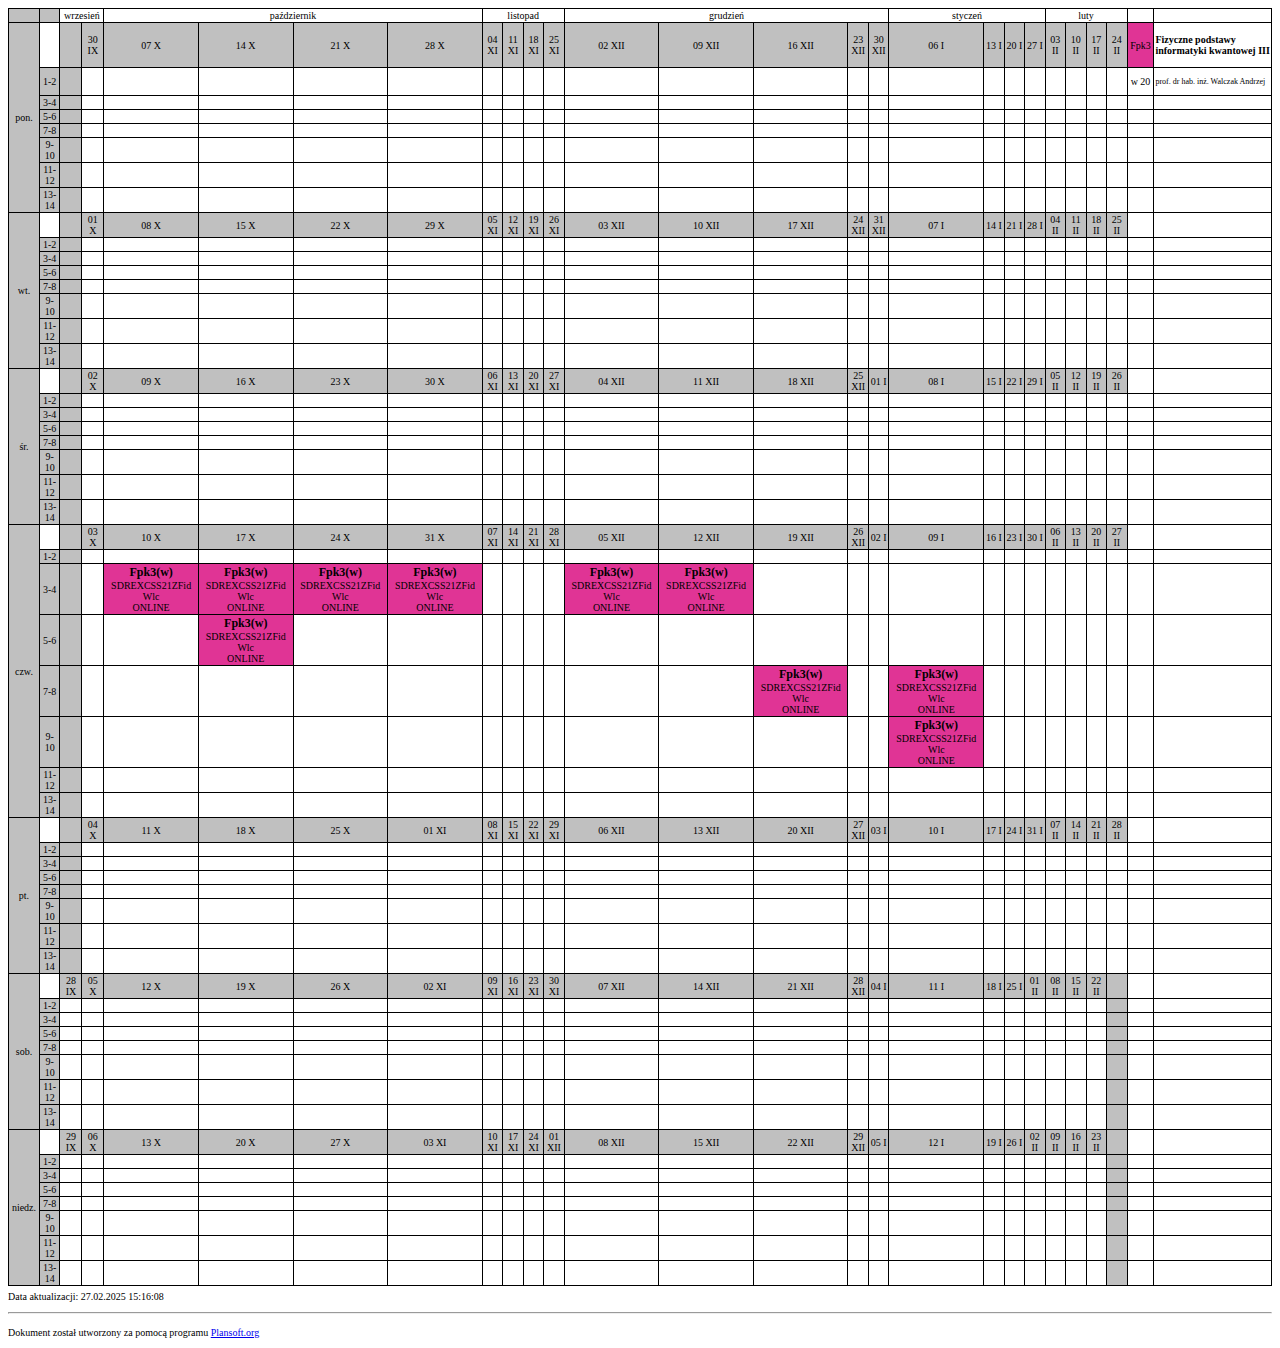 wrzesień październik listopad grudzień styczeń luty
pon. 30 IX 07 X 14 X 21 X 28 X 04 XI 11 XI 18 XI 25 XI 02 XII 09 XII 16 XII 23 XII 30 XII 06 I 13 I 20 I 27 I 03 II 10 II 17 II 24 II Fpk3 Fizyczne podstawy informatyki kwantowej III
1-2 w 20 prof. dr hab. inż. Walczak Andrzej
3-4
5-6
7-8
9-10
11-12
13-14
wt. 01 X 08 X 15 X 22 X 29 X 05 XI 12 XI 19 XI 26 XI 03 XII 10 XII 17 XII 24 XII 31 XII 07 I 14 I 21 I 28 I 04 II 11 II 18 II 25 II
1-2
3-4
5-6
7-8
9-10
11-12
13-14
śr. 02 X 09 X 16 X 23 X 30 X 06 XI 13 XI 20 XI 27 XI 04 XII 11 XII 18 XII 25 XII 01 I 08 I 15 I 22 I 29 I 05 II 12 II 19 II 26 II
1-2
3-4
5-6
7-8
9-10
11-12
13-14
czw. 03 X 10 X 17 X 24 X 31 X 07 XI 14 XI 21 XI 28 XI 05 XII 12 XII 19 XII 26 XII 02 I 09 I 16 I 23 I 30 I 06 II 13 II 20 II 27 II
1-2
3-4 Fpk3(w) Fpk3(w) Fpk3(w) Fpk3(w) Fpk3(w) Fpk3(w)
SDREXCSS21ZFid SDREXCSS21ZFid SDREXCSS21ZFid SDREXCSS21ZFid SDREXCSS21ZFid SDREXCSS21ZFid
Wlc Wlc Wlc Wlc Wlc Wlc
ONLINE ONLINE ONLINE ONLINE ONLINE ONLINE
5-6 Fpk3(w)
SDREXCSS21ZFid
Wlc
ONLINE
7-8 Fpk3(w) Fpk3(w)
SDREXCSS21ZFid SDREXCSS21ZFid
Wlc Wlc
ONLINE ONLINE
9-10 Fpk3(w)
SDREXCSS21ZFid
Wlc
ONLINE
11-12
13-14
pt. 04 X 11 X 18 X 25 X 01 XI 08 XI 15 XI 22 XI 29 XI 06 XII 13 XII 20 XII 27 XII 03 I 10 I 17 I 24 I 31 I 07 II 14 II 21 II 28 II
1-2
3-4
5-6
7-8
9-10
11-12
13-14
sob. 28 IX 05 X 12 X 19 X 26 X 02 XI 09 XI 16 XI 23 XI 30 XI 07 XII 14 XII 21 XII 28 XII 04 I 11 I 18 I 25 I 01 II 08 II 15 II 22 II
1-2
3-4
5-6
7-8
9-10
11-12
13-14
niedz. 29 IX 06 X 13 X 20 X 27 X 03 XI 10 XI 17 XI 24 XI 01 XII 08 XII 15 XII 22 XII 29 XII 05 I 12 I 19 I 26 I 02 II 09 II 16 II 23 II
1-2
3-4
5-6
7-8
9-10
11-12
13-14
Data aktualizacji: 27.02.2025 15:16:08
Dokument został utworzony za pomocą programu Plansoft.org